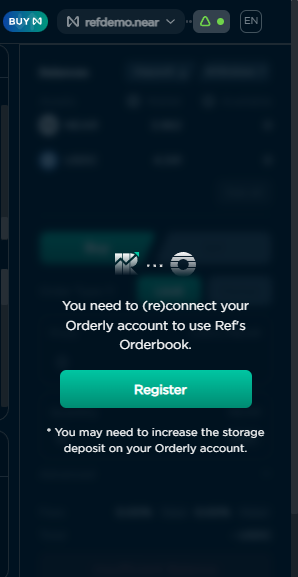 BUY
refdemo.near
EN
You need to (re)connect your
Orderly account to use Ref's
Orderbook.
Register
* You may need to increase the storage
deposit on your Orderly account.